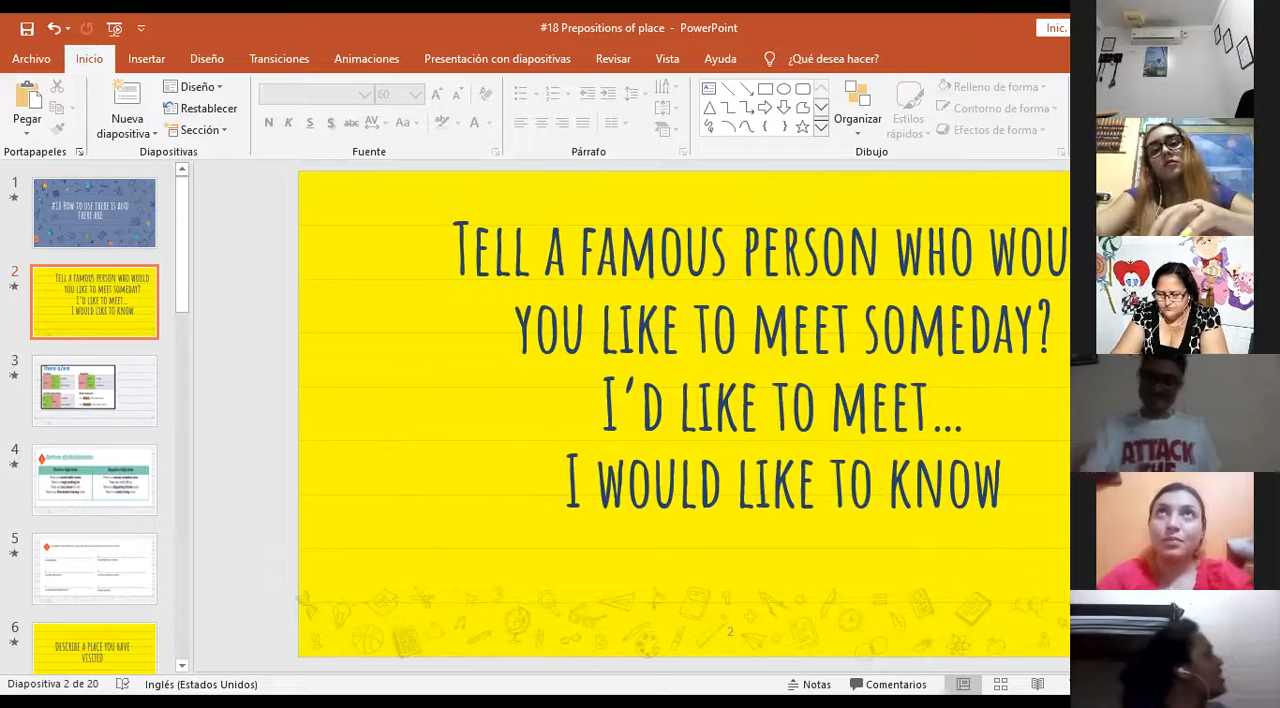 #18 Prepositions of place - PowerPoint
Inic.
Archivo Inicio Insertar Diseño Transiciones Animaciones Presentación con diapositivas Revisar Vista Ayuda ¿Qué desea hacer?
Pegar
Nueva diapositiva
Diseño
Restablecer
Sección
60
Organizar
Estilos rápidos
Relleno de forma
Contorno de forma
Efectos de forma
Portapapeles Diapositivas Fuente Párrafo Dibujo
1
#18 How to use there is and
there are
2
Tell a famous person who would
you like to meet someday?
I'd like to meet...
I would like to know
3
There is/are
4
5
6
Describe a place you have
visited
Tell a famous person who wou
you like to meet someday?
I'd like to meet...
I would like to know
2
ATTACK
Diapositiva 2 de 20 Inglés (Estados Unidos) Notas Comentarios